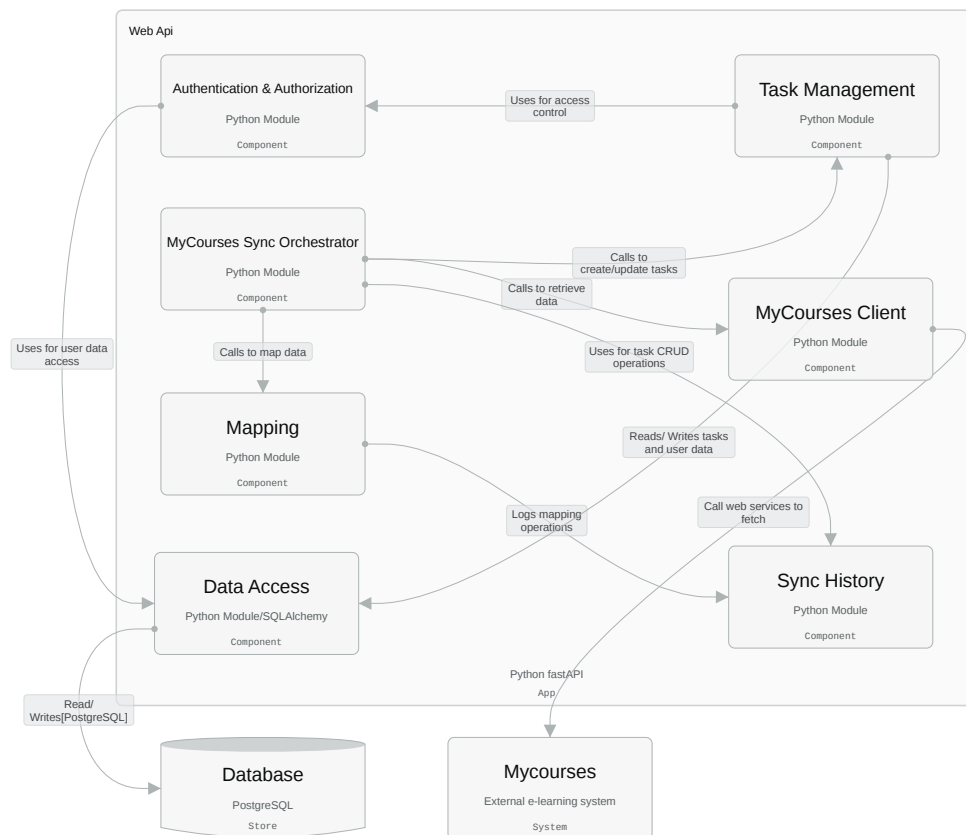 Web Api
Authentication & Authorization
Python Module
Component
Uses for access
control
Task Management
Python Module
Component
MyCourses Sync Orchestrator
Python Module
Component
Calls to
create/update tasks
Calls to retrieve
data
MyCourses Client
Python Module
Component
Uses for user data
access
Calls to map data
Uses for task CRUD
operations
Mapping
Python Module
Component
Reads/ Writes tasks
and user data
Logs mapping
operations
Call web services to
fetch
Data Access
Python Module/SQLAlchemy
Component
Sync History
Python Module
Component
Python fastAPI
App
Read/
Writes[PostgreSQL]
Database
PostgreSQL
Store
Mycourses
External e-learning system
System